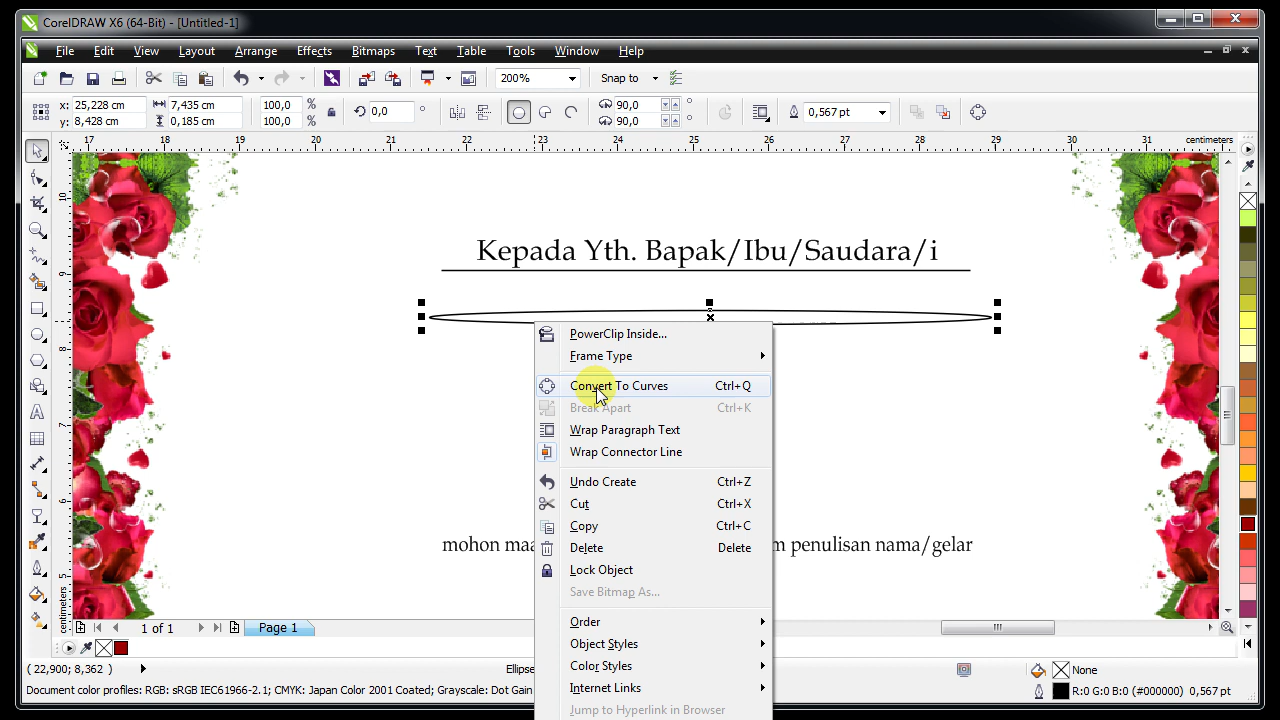 CorelDRAW X6 (64-Bit) - [Untitled-1]
File Edit View Layout Arrange Effects Bitmaps Text Table Tools Window Help
200% Snap to
x: 25,228 cm 7,435 cm 100,0 % 0,0 ° 90,0 ° 0,567 pt
y: 8,428 cm 0,185 cm 100,0 % 90,0 °
17 18 19 20 21 22 23 24 25 26 27 28 29 30 31 centimeters
10
9
8
7
6
5
centimeters
Kepada Yth. Bapak/Ibu/Saudara/i
PowerClip Inside...
Frame Type
Convert To Curves Ctrl+Q
Break Apart Ctrl+K
Wrap Paragraph Text
Wrap Connector Line
Undo Create Ctrl+Z
Cut Ctrl+X
Copy Ctrl+C
mohon maa m penulisan nama/gelar
Delete Delete
Lock Object
Save Bitmap As...
Order
Object Styles
Color Styles
Internet Links
Jump to Hyperlink in Browser
1 of 1 Page 1
( 22,900; 8,362 ) Ellipse None
Document color profiles: RGB: sRGB IEC61966-2.1; CMYK: Japan Color 2001 Coated; Grayscale: Dot Gain R:0 G:0 B:0 (#000000) 0,567 pt